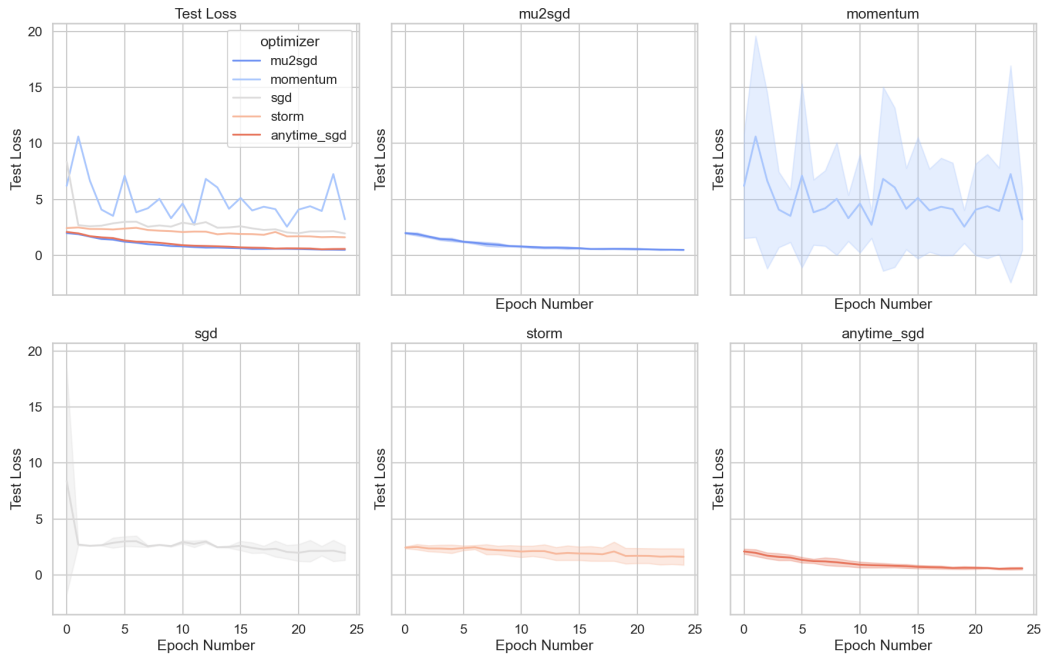 Test Loss
mu2sgd
momentum
20
15
10
5
0
Test Loss
optimizer
mu2sgd
momentum
sgd
storm
anytime_sgd
Test Loss
Epoch Number
Test Loss
Epoch Number
sgd
storm
anytime_sgd
20
15
10
5
0
Test Loss
0 5 10 15 20 25
Epoch Number
Test Loss
0 5 10 15 20 25
Epoch Number
Test Loss
0 5 10 15 20 25
Epoch Number